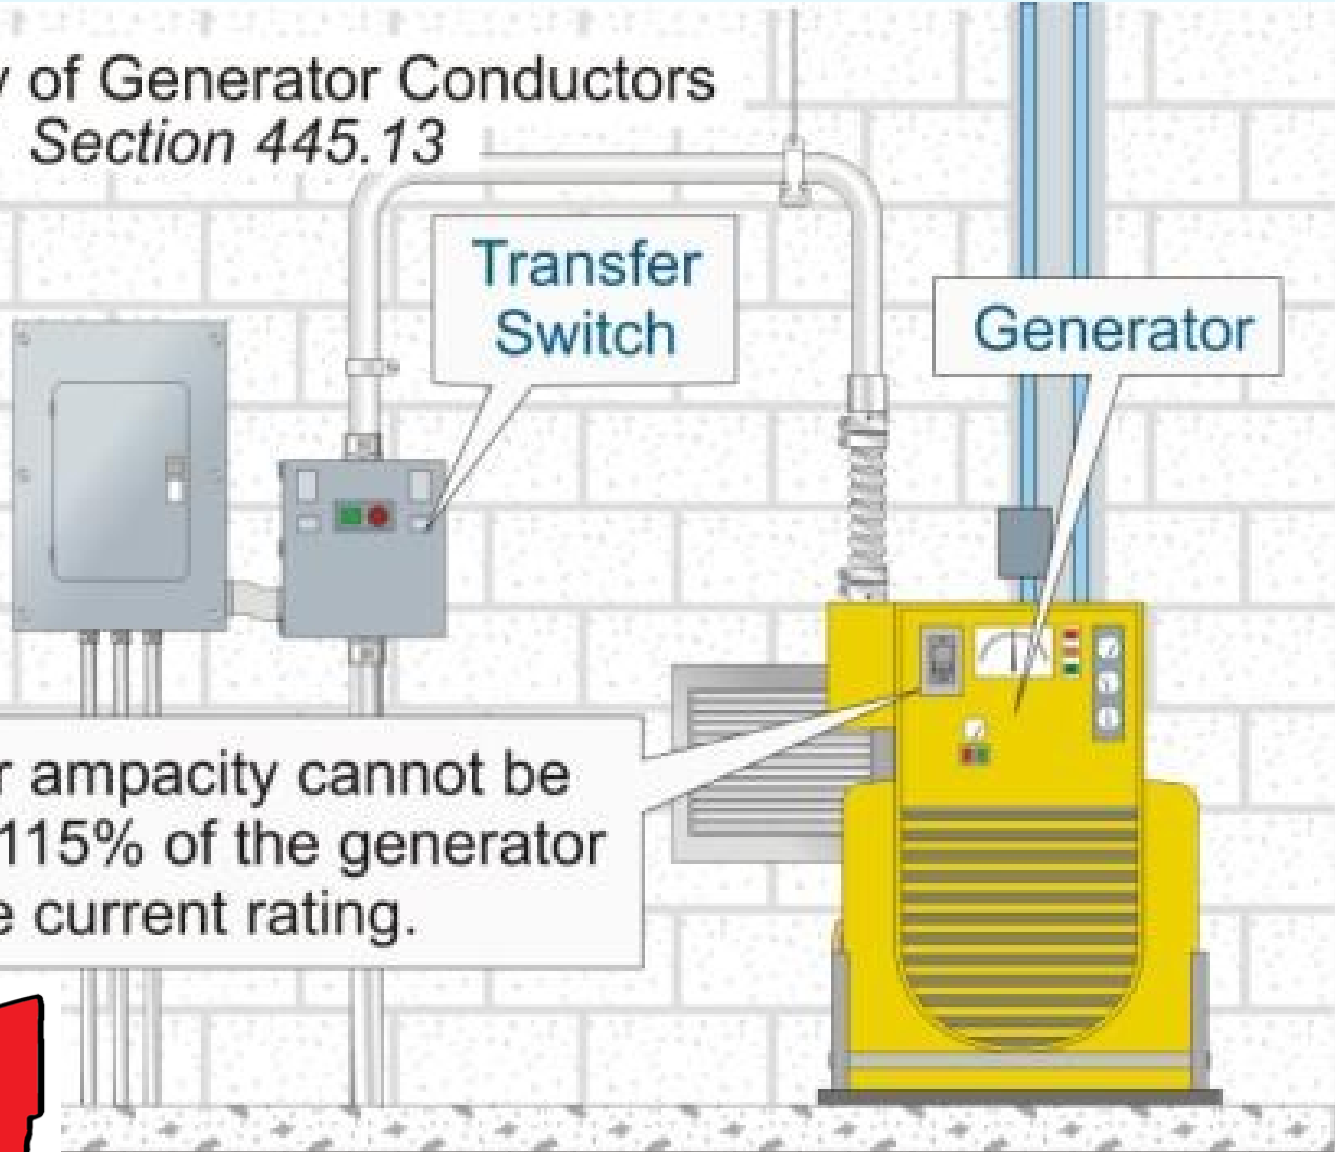 y of Generator Conductors
Section 445.13
Transfer
Switch
Generator
r ampacity cannot be
115% of the generator
e current rating.